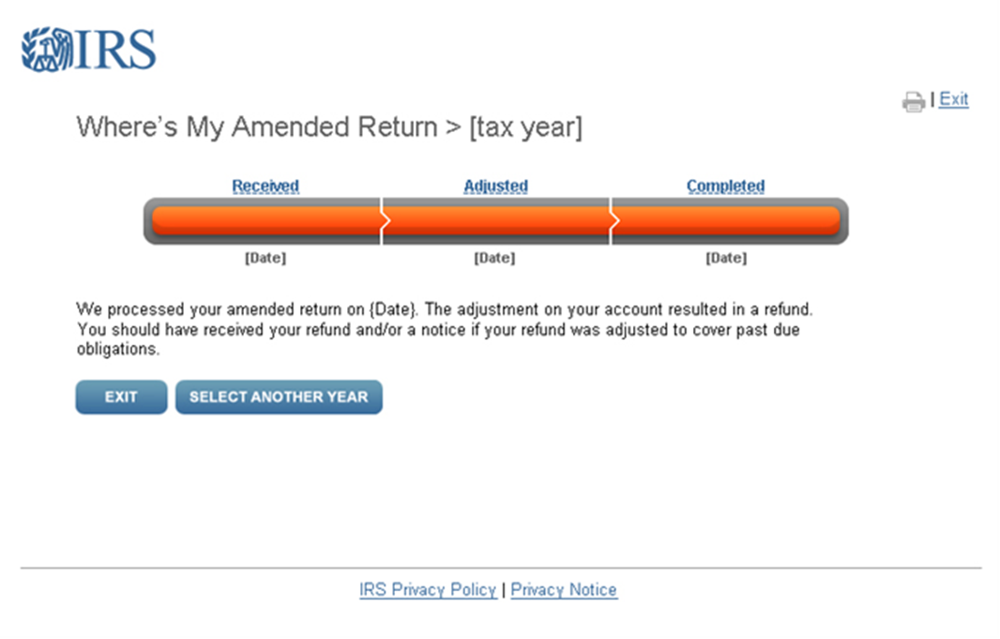 IRS
| Exit
Where's My Amended Return > [tax year]
Received Adjusted Completed
[Date] [Date] [Date]
We processed your amended return on {Date}. The adjustment on your account resulted in a refund.
You should have received your refund and/or a notice if your refund was adjusted to cover past due
obligations.
EXIT SELECT ANOTHER YEAR
IRS Privacy Policy | Privacy Notice